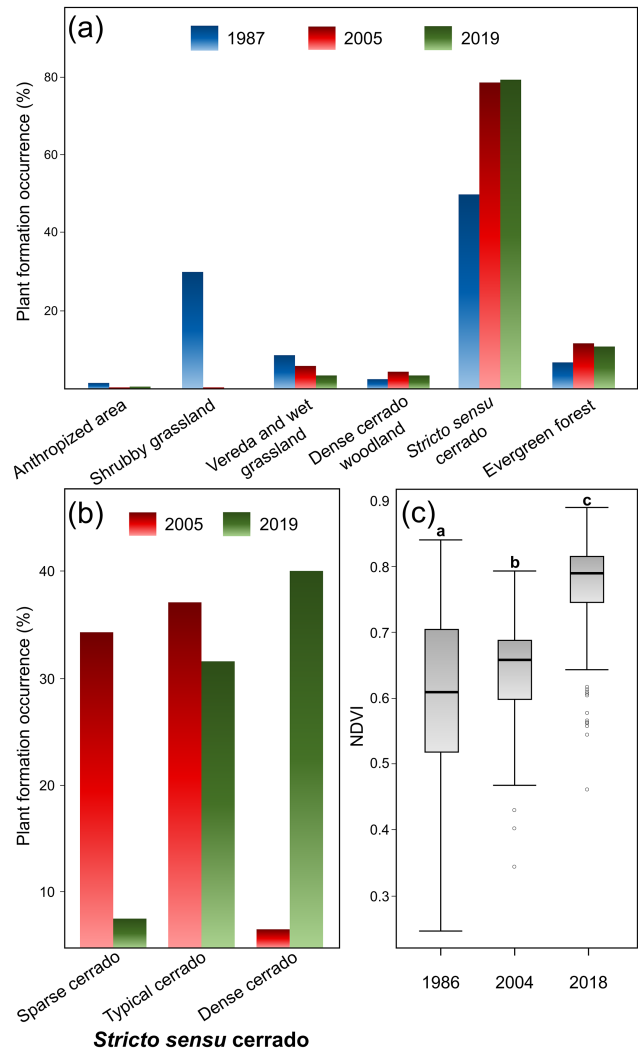 (a)
1987
2005
2019
Plant formation occurrence (%)
80
60
40
20
Anthropized area
Shrubby grassland
Vereda and wet
grassland
Dense cerrado
woodland
Stricto sensu
cerrado
Evergreen forest
(b)
2005
2019
Plant formation occurrence (%)
40
30
20
10
Sparse cerrado
Typical cerrado
Dense cerrado
Stricto sensu cerrado
(c)
a
b
c
NDVI
0.9
0.8
0.7
0.6
0.5
0.4
0.3
1986
2004
2018